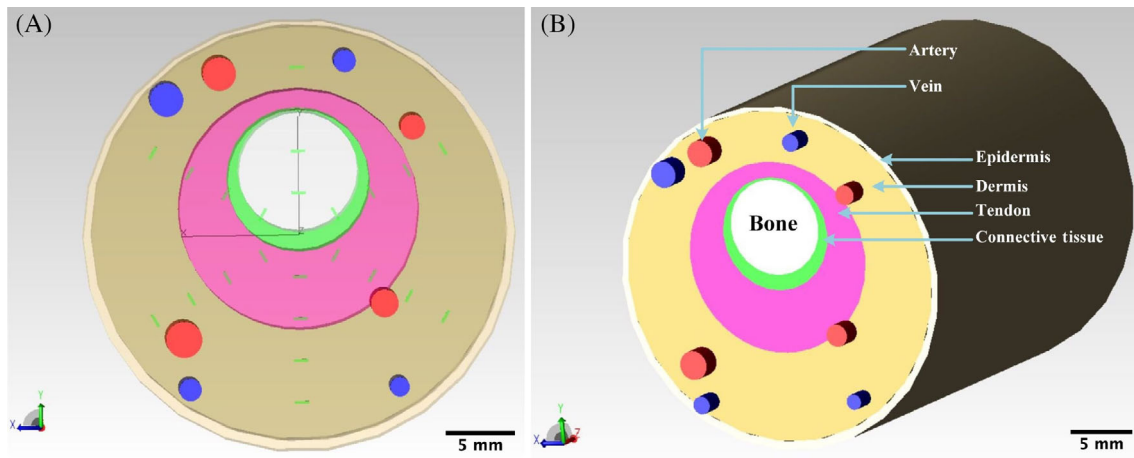 (A)
X
Y
Z
Y
X
5 mm
(B)
Artery
Vein
Epidermis
Dermis
Tendon
Connective tissue
Bone
Y
X
Z
5 mm